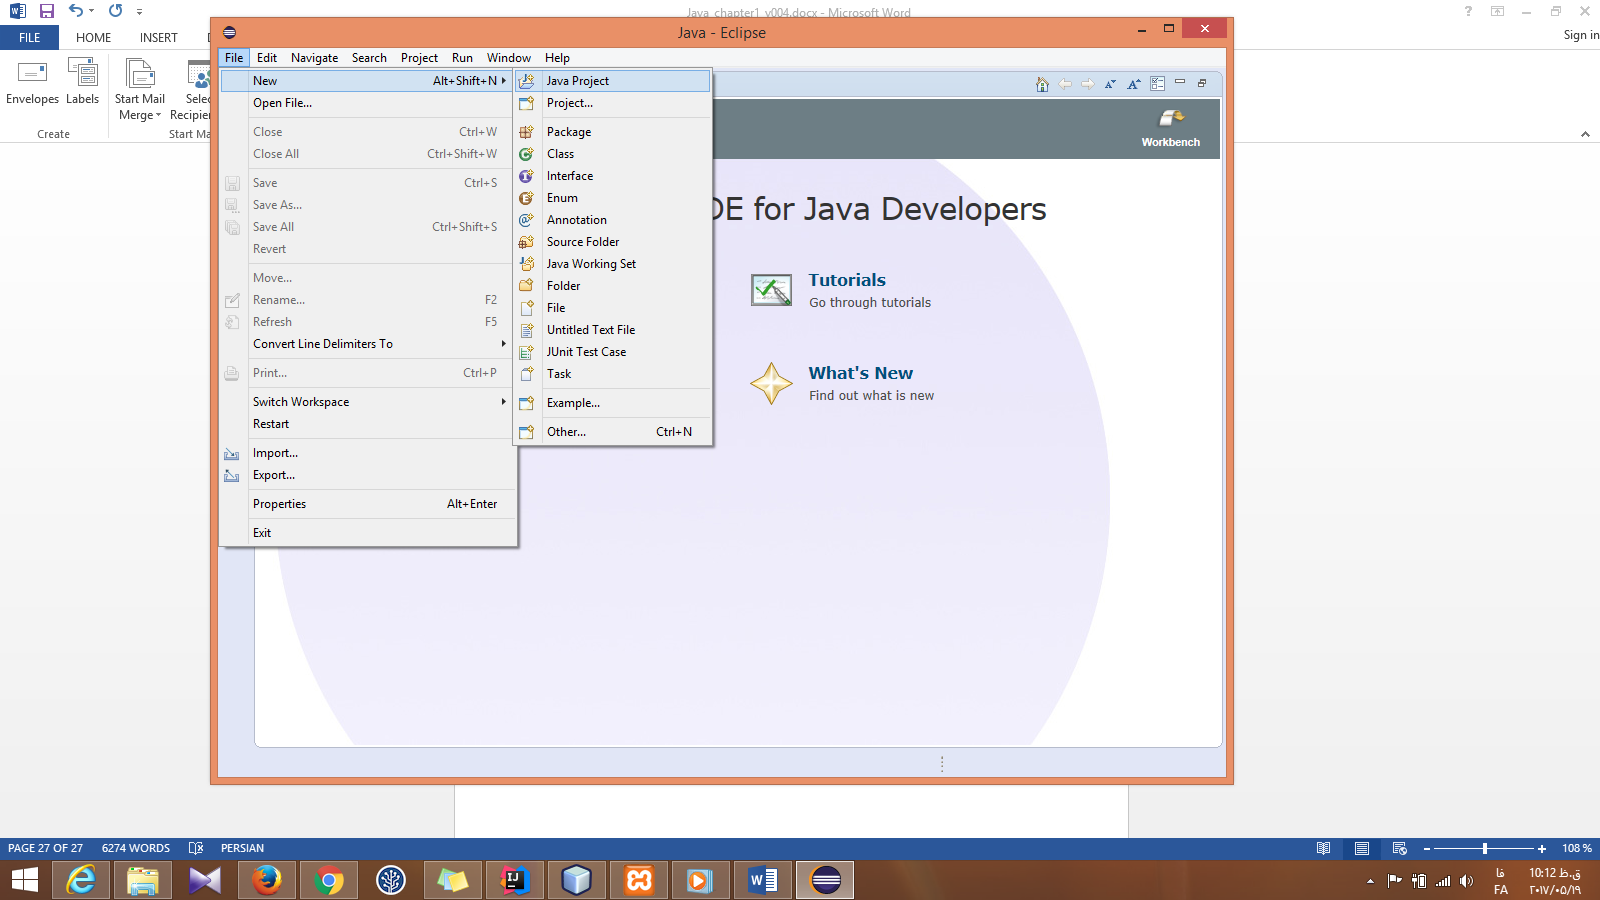 Java_chapter1_v004.docx - Microsoft Word
?
FILE HOME INSERT
Sign in
Envelopes Labels Start Mail Merge
Create Start Ma
Java - Eclipse
File Edit Navigate Search Project Run Window Help
New Alt+Shift+N
Open File...
Close Ctrl+W
Close All Ctrl+Shift+W
Save Ctrl+S
Save As...
Save All Ctrl+Shift+S
Revert
Move...
Rename... F2
Refresh F5
Convert Line Delimiters To
Print... Ctrl+P
Switch Workspace
Restart
Import...
Export...
Properties Alt+Enter
Exit
Java Project
Project...
Package
Class
Interface
Enum
Annotation
Source Folder
Java Working Set
Folder
File
Untitled Text File
JUnit Test Case
Task
Example...
Other... Ctrl+N
Workbench
DE for Java Developers
Tutorials
Go through tutorials
What's New
Find out what is new
PAGE 27 OF 27 6274 WORDS PERSIAN
108 %
فا
FA
10:12 ق.ظ
۲۰۱۷/۰۵/۱۹